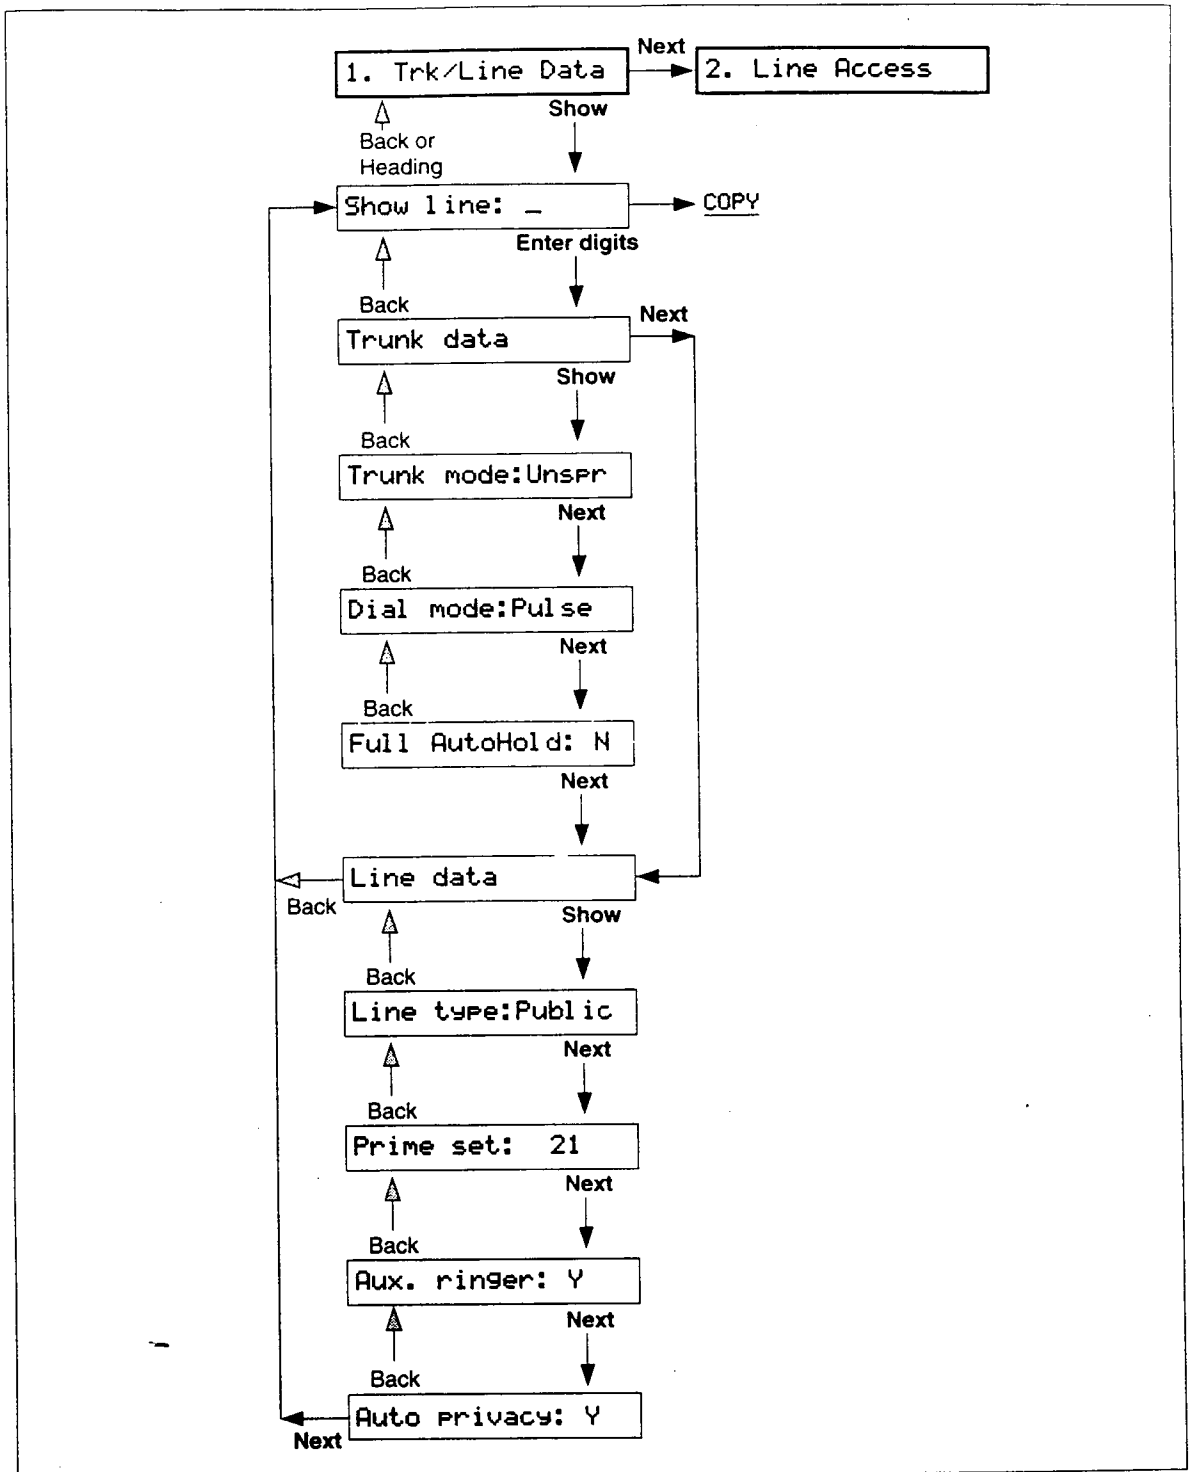 Next
1. Trk/Line Data
2. Line Access
Show
Back or
Heading
Show line: _
COPY
Enter digits
Back
Trunk data
Next
Show
Back
Trunk mode:Unspr
Next
Back
Dial mode:Pulse
Next
Back
Full AutoHold: N
Next
Line data
Back
Show
Back
Line type:Public
Next
Back
Prime set: 21
Next
Back
Aux. ringer: Y
Next
Back
Auto privacy: Y
Next